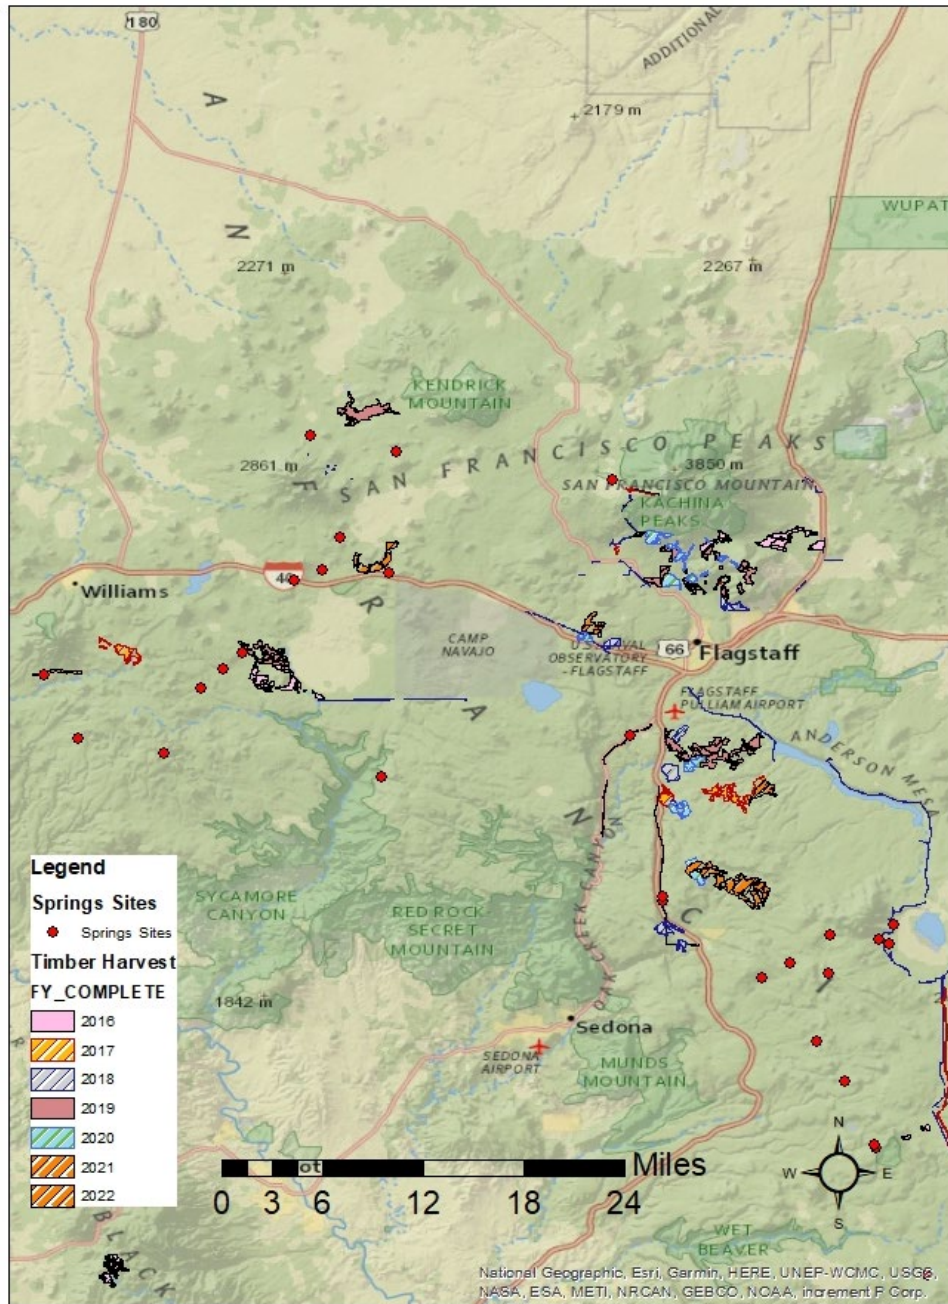 180
ADDITIONAL
2179 m
A
N
WUPAT
2271 m
2267 m
KENDRICK
MOUNTAIN
2861 m
F
SAN FRANCISCO PEAKS
3850 m
SAN FRANCISCO MOUNTAIN
KACHINA
PEAKS
40
Williams
R
CAMP
NAVAJO
OBSERVATORY
- FLAGSTAFF
66
Flagstaff
A
FLAGSTAFF
PULLIAM AIRPORT
ANDERSON MESA
N
OAK CREEK CANYON
SYCAMORE
CANYON
RED ROCK-
SECRET
MOUNTAIN
C
I
1842 m
Sedona
SEDONA
AIRPORT
MUNDS
MOUNTAIN
Legend
Springs Sites
Springs Sites
Timber Harvest
FY_COMPLETE
2016
2017
2018
2019
2020
2021
2022
N
W E
S
ot
Miles
0 3 6 12 18 24
BLACK
WET
BEAVER
National Geographic, Esri, Garmin, HERE, UNEP-WCMC, USGS,
NASA, ESA, METI, NRCAN, GEBCO, NOAA, increment P Corp.